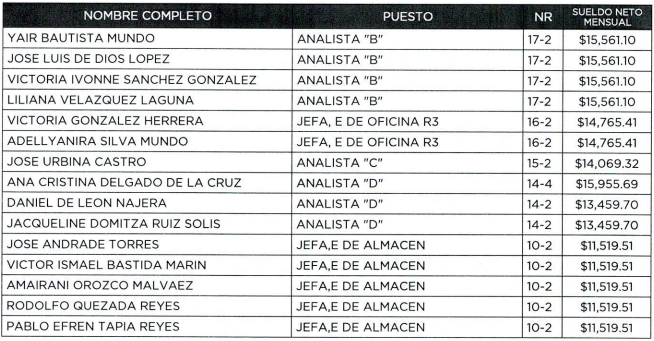 NOMBRE COMPLETO PUESTO NR SUELDO NETO MENSUAL
YAIR BAUTISTA MUNDO ANALISTA "B" 17-2 $15,561.10
JOSE LUIS DE DIOS LOPEZ ANALISTA "B" 17-2 $15,561.10
VICTORIA IVONNE SANCHEZ GONZALEZ ANALISTA "B" 17-2 $15,561.10
LILIANA VELAZQUEZ LAGUNA ANALISTA "B" 17-2 $15,561.10
VICTORIA GONZALEZ HERRERA JEFA, E DE OFICINA R3 16-2 $14,765.41
ADELLYANIRA SILVA MUNDO JEFA, E DE OFICINA R3 16-2 $14,765.41
JOSE URBINA CASTRO ANALISTA "C" 15-2 $14,069.32
ANA CRISTINA DELGADO DE LA CRUZ ANALISTA "D" 14-4 $15,955.69
DANIEL DE LEON NAJERA ANALISTA "D" 14-2 $13,459.70
JACQUELINE DOMITZA RUIZ SOLIS ANALISTA "D" 14-2 $13,459.70
JOSE ANDRADE TORRES JEFA,E DE ALMACEN 10-2 $11,519.51
VICTOR ISMAEL BASTIDA MARIN JEFA,E DE ALMACEN 10-2 $11,519.51
AMAIRANI OROZCO MALVAEZ JEFA,E DE ALMACEN 10-2 $11,519.51
RODOLFO QUEZADA REYES JEFA,E DE ALMACEN 10-2 $11,519.51
PABLO EFREN TAPIA REYES JEFA,E DE ALMACEN 10-2 $11,519.51